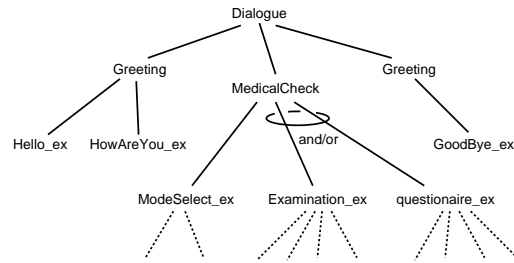 Dialogue
Greeting
Greeting
MedicalCheck
Hello_ex
HowAreYou_ex
and/or
GoodBye_ex
ModeSelect_ex
Examination_ex
questionaire_ex